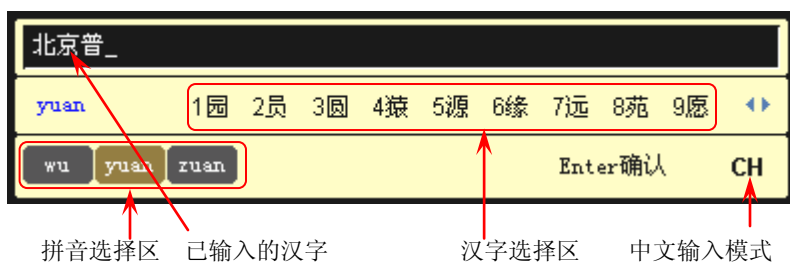 北京普_
yuan 1园 2员 3圆 4猿 5源 6缘 7远 8苑 9愿
wu yuan zuan Enter确认 CH
拼音选择区 已输入的汉字 汉字选择区 中文输入模式